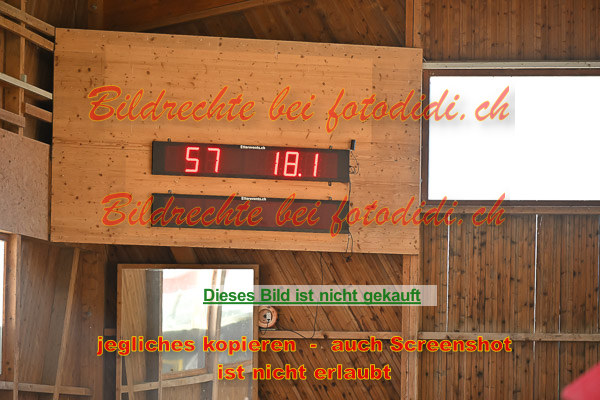 Bildrechte bei fotodidi.ch
57 18.1
Bildrechte bei fotodidi.ch
Dieses Bild ist nicht gekauft
jegliches kopieren - auch Screenshot
ist nicht erlaubt